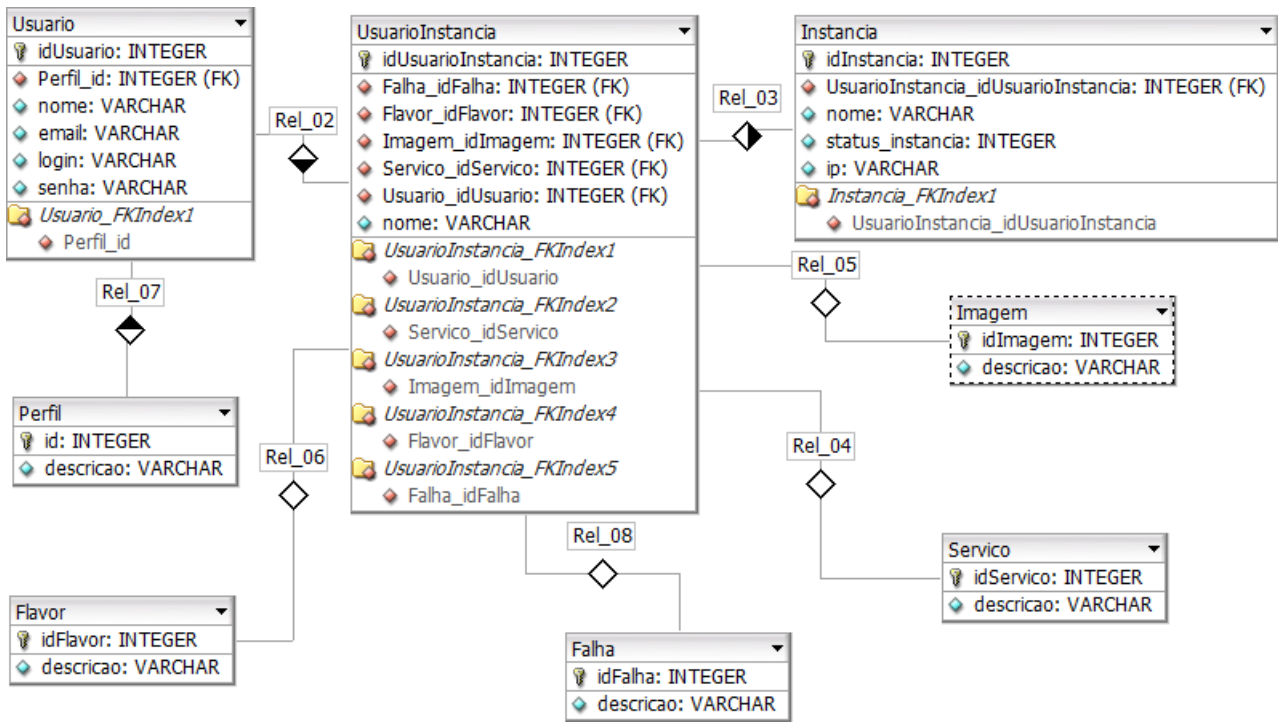 Usuario
idUsuario: INTEGER
Perfil_id: INTEGER (FK)
nome: VARCHAR
email: VARCHAR
login: VARCHAR
senha: VARCHAR
Usuario_FKIndex1
Perfil_id
Rel_02
UsuarioInstancia
idUsuarioInstancia: INTEGER
Falha_idFalha: INTEGER (FK)
Flavor_idFlavor: INTEGER (FK)
Imagem_idImagem: INTEGER (FK)
Servico_idServico: INTEGER (FK)
Usuario_idUsuario: INTEGER (FK)
nome: VARCHAR
UsuarioInstancia_FKIndex1
Usuario_idUsuario
UsuarioInstancia_FKIndex2
Servico_idServico
UsuarioInstancia_FKIndex3
Imagem_idImagem
UsuarioInstancia_FKIndex4
Flavor_idFlavor
UsuarioInstancia_FKIndex5
Falha_idFalha
Rel_03
Instancia
idInstancia: INTEGER
UsuarioInstancia_idUsuarioInstancia: INTEGER (FK)
nome: VARCHAR
status_instancia: INTEGER
ip: VARCHAR
Instancia_FKIndex1
UsuarioInstancia_idUsuarioInstancia
Rel_07
Rel_05
Imagem
idImagem: INTEGER
descricao: VARCHAR
Perfil
id: INTEGER
descricao: VARCHAR
Rel_06
Rel_04
Rel_08
Servico
idServico: INTEGER
descricao: VARCHAR
Flavor
idFlavor: INTEGER
descricao: VARCHAR
Falha
idFalha: INTEGER
descricao: VARCHAR